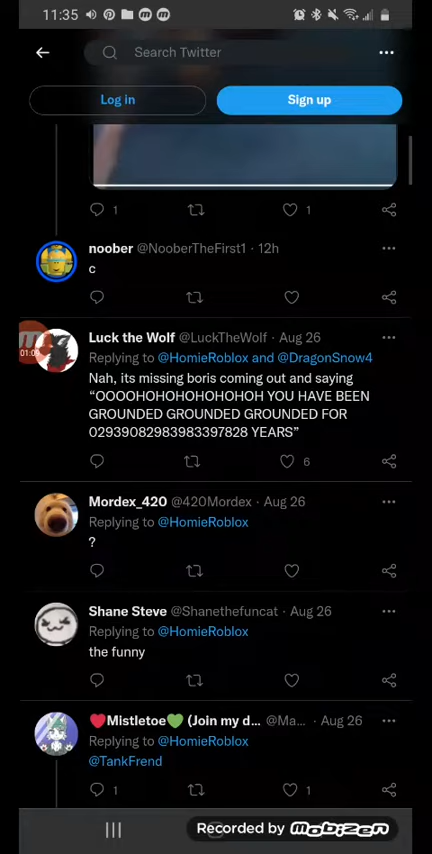 11:35
Search Twitter
Log in
Sign up
1
1
noober @NooberTheFirst1 · 12h
c
01:09
Luck the Wolf @LuckTheWolf · Aug 26
Replying to @HomieRoblox and @DragonSnow4
Nah, its missing boris coming out and saying
“OOOOHOHOHOHOHOHOH YOU HAVE BEEN
GROUNDED GROUNDED GROUNDED FOR
02939082983983397828 YEARS”
6
Mordex_420 @420Mordex · Aug 26
Replying to @HomieRoblox
?
Shane Steve @Shanethefuncat · Aug 26
Replying to @HomieRoblox
the funny
❤️Mistletoe💚 (Join my d... @Ma... · Aug 26
Replying to @HomieRoblox
@TankFrend
1
1
Recorded by mobizen